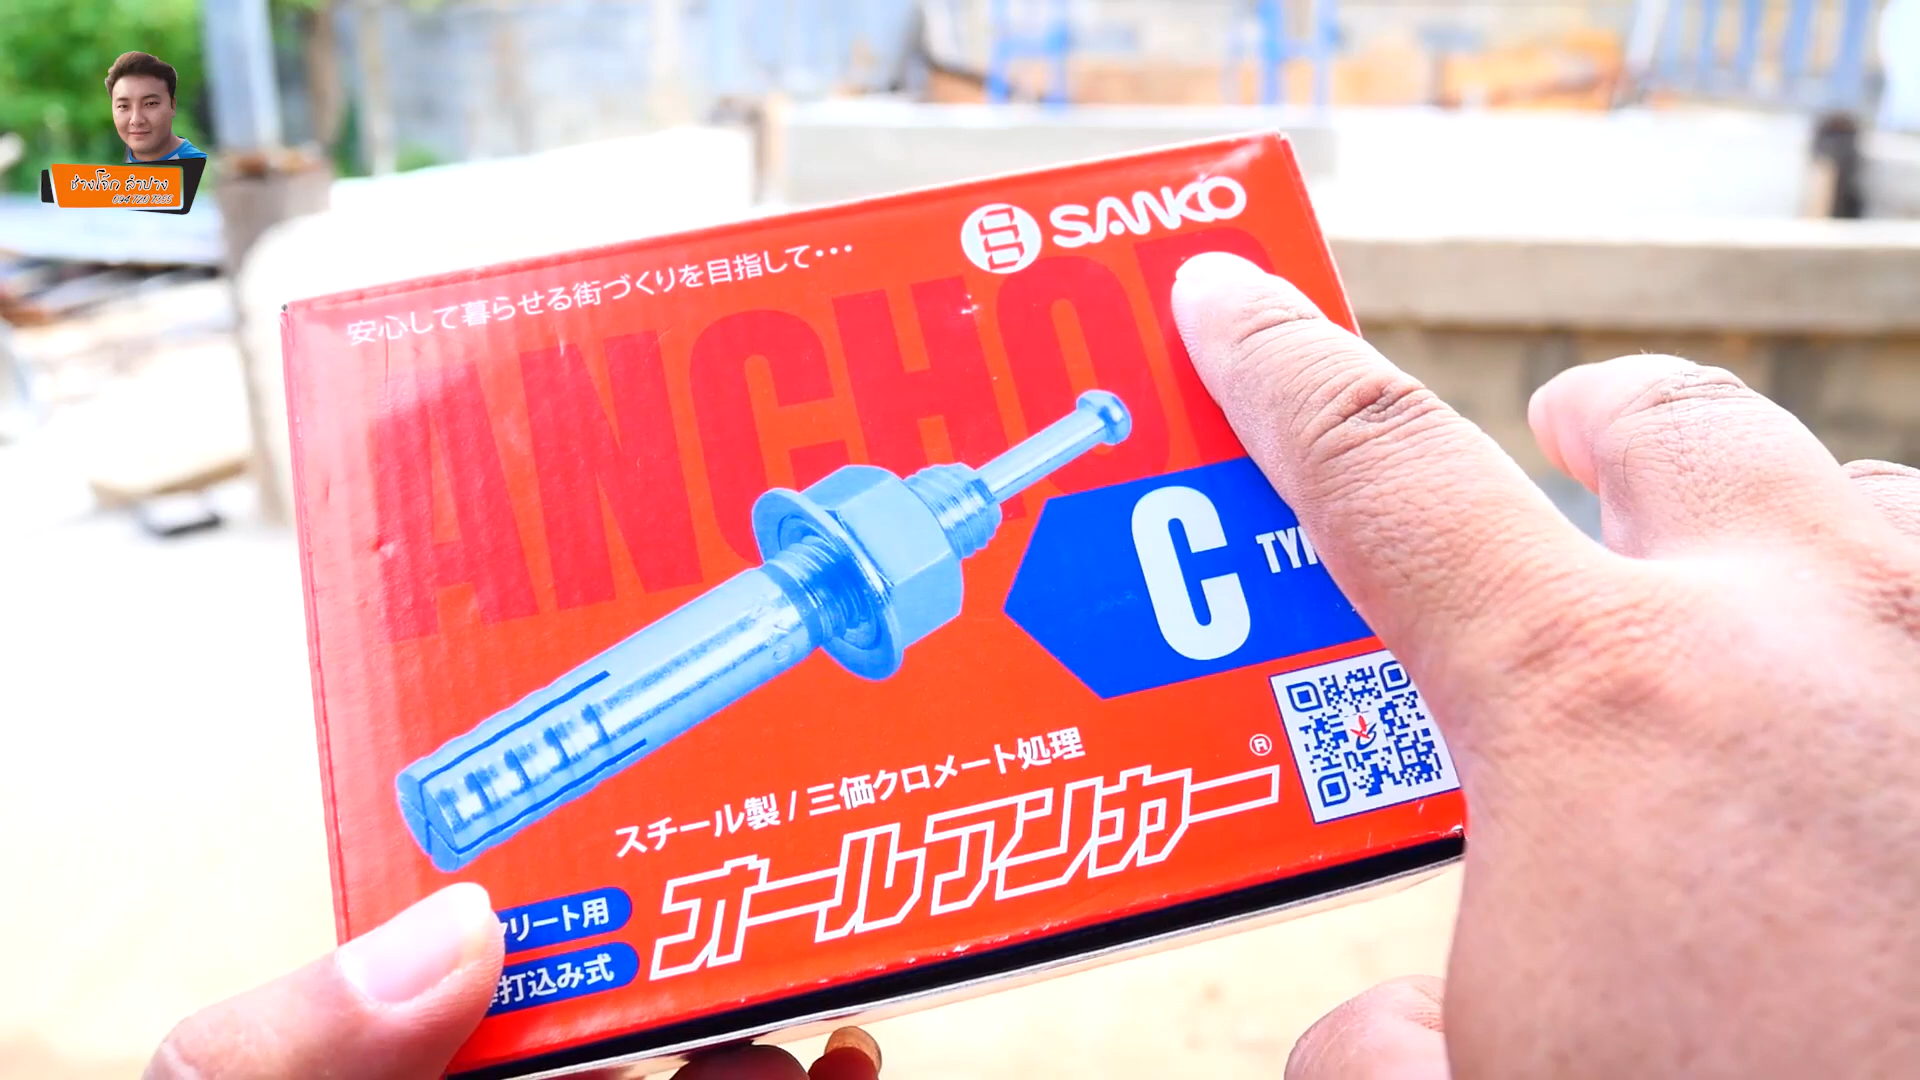 ช่างโจ๊ก ลำปาง
SANKO
安心して暮らせる街づくりを目指して・・・
ANCHOR
C TYP
スチール製 / 三価クロメート処理
オールアンカー®
クリート用
打込み式